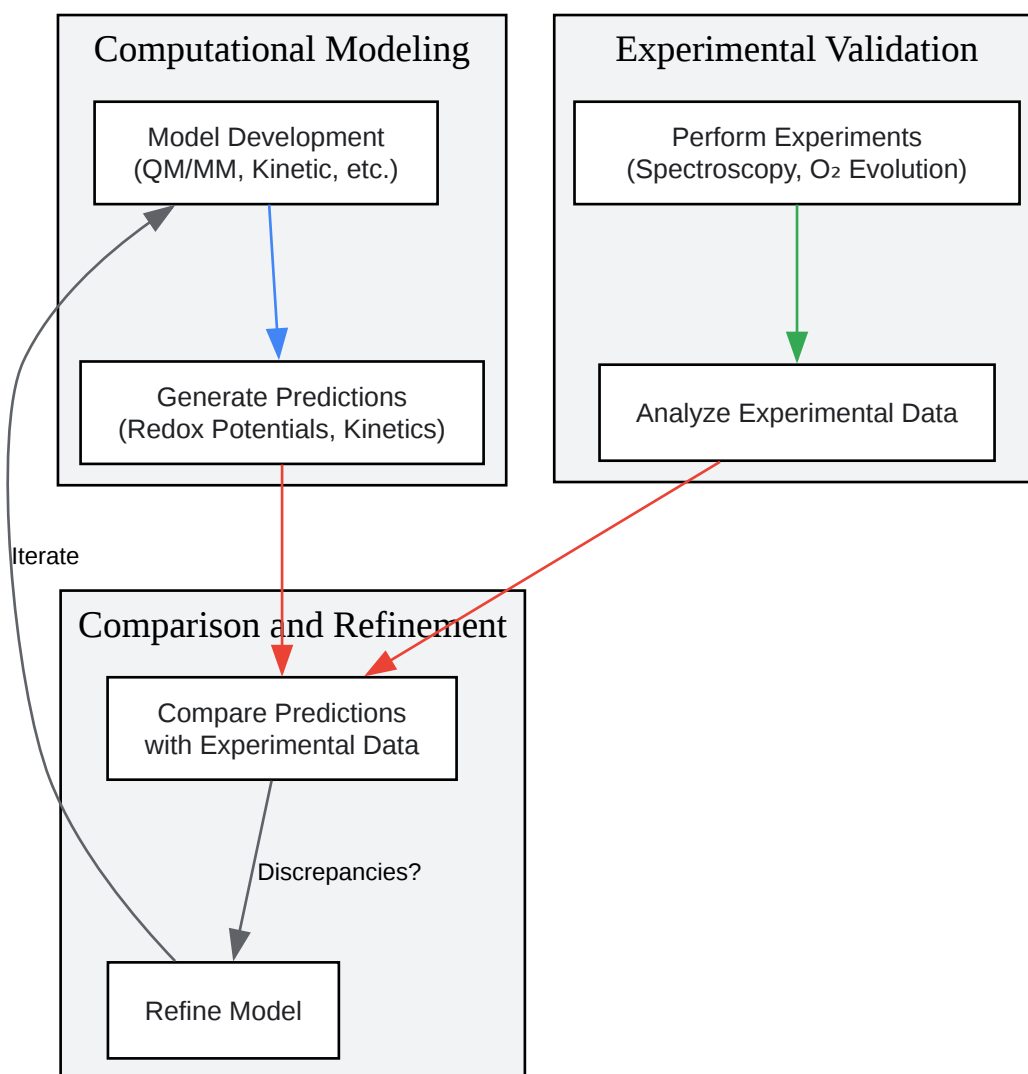 Computational Modeling
Model Development
(QM/MM, Kinetic, etc.)
Generate Predictions
(Redox Potentials, Kinetics)
Experimental Validation
Perform Experiments
(Spectroscopy, O₂ Evolution)
Analyze Experimental Data
Iterate
Comparison and Refinement
Compare Predictions
with Experimental Data
Discrepancies?
Refine Model